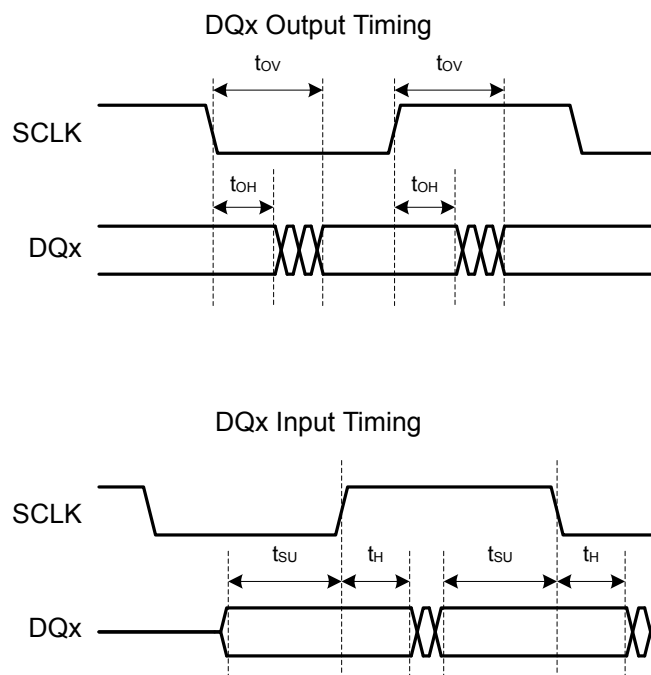 DQx Output Timing
tOV tOV
SCLK
tOH tOH
DQx
DQx Input Timing
SCLK
tSU tH tSU tH
DQx